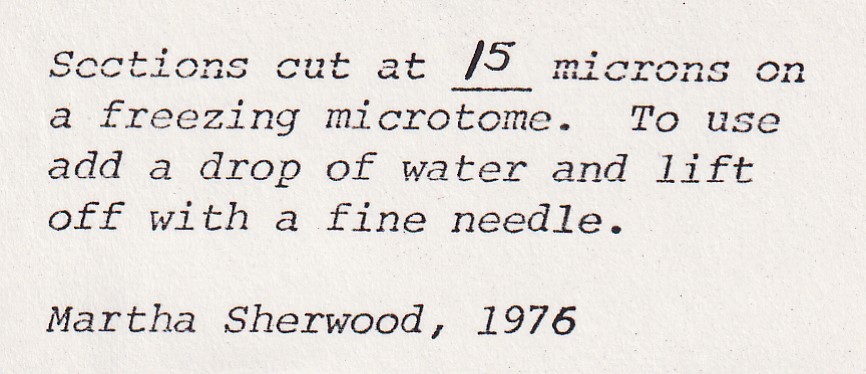 Sections cut at 15 microns on
a freezing microtome. To use
add a drop of water and lift
off with a fine needle.
Martha Sherwood, 1976